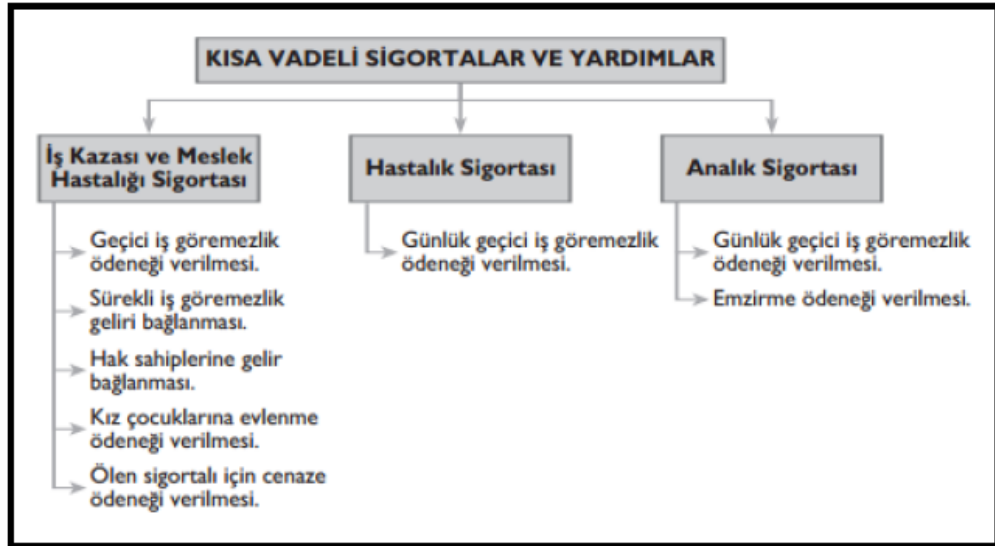 KISA VADELİ SİGORTALAR VE YARDIMLAR
İş Kazası ve Meslek
Hastalığı Sigortası
Geçici iş göremezlik
ödeneği verilmesi.
Sürekli iş göremezlik
geliri bağlanması.
Hak sahiplerine gelir
bağlanması.
Kız çocuklarına evlenme
ödeneği verilmesi.
Ölen sigortalı için cenaze
ödeneği verilmesi.
Hastalık Sigortası
Günlük geçici iş göremezlik
ödeneği verilmesi.
Analık Sigortası
Günlük geçici iş göremezlik
ödeneği verilmesi.
Emzirme ödeneği verilmesi.